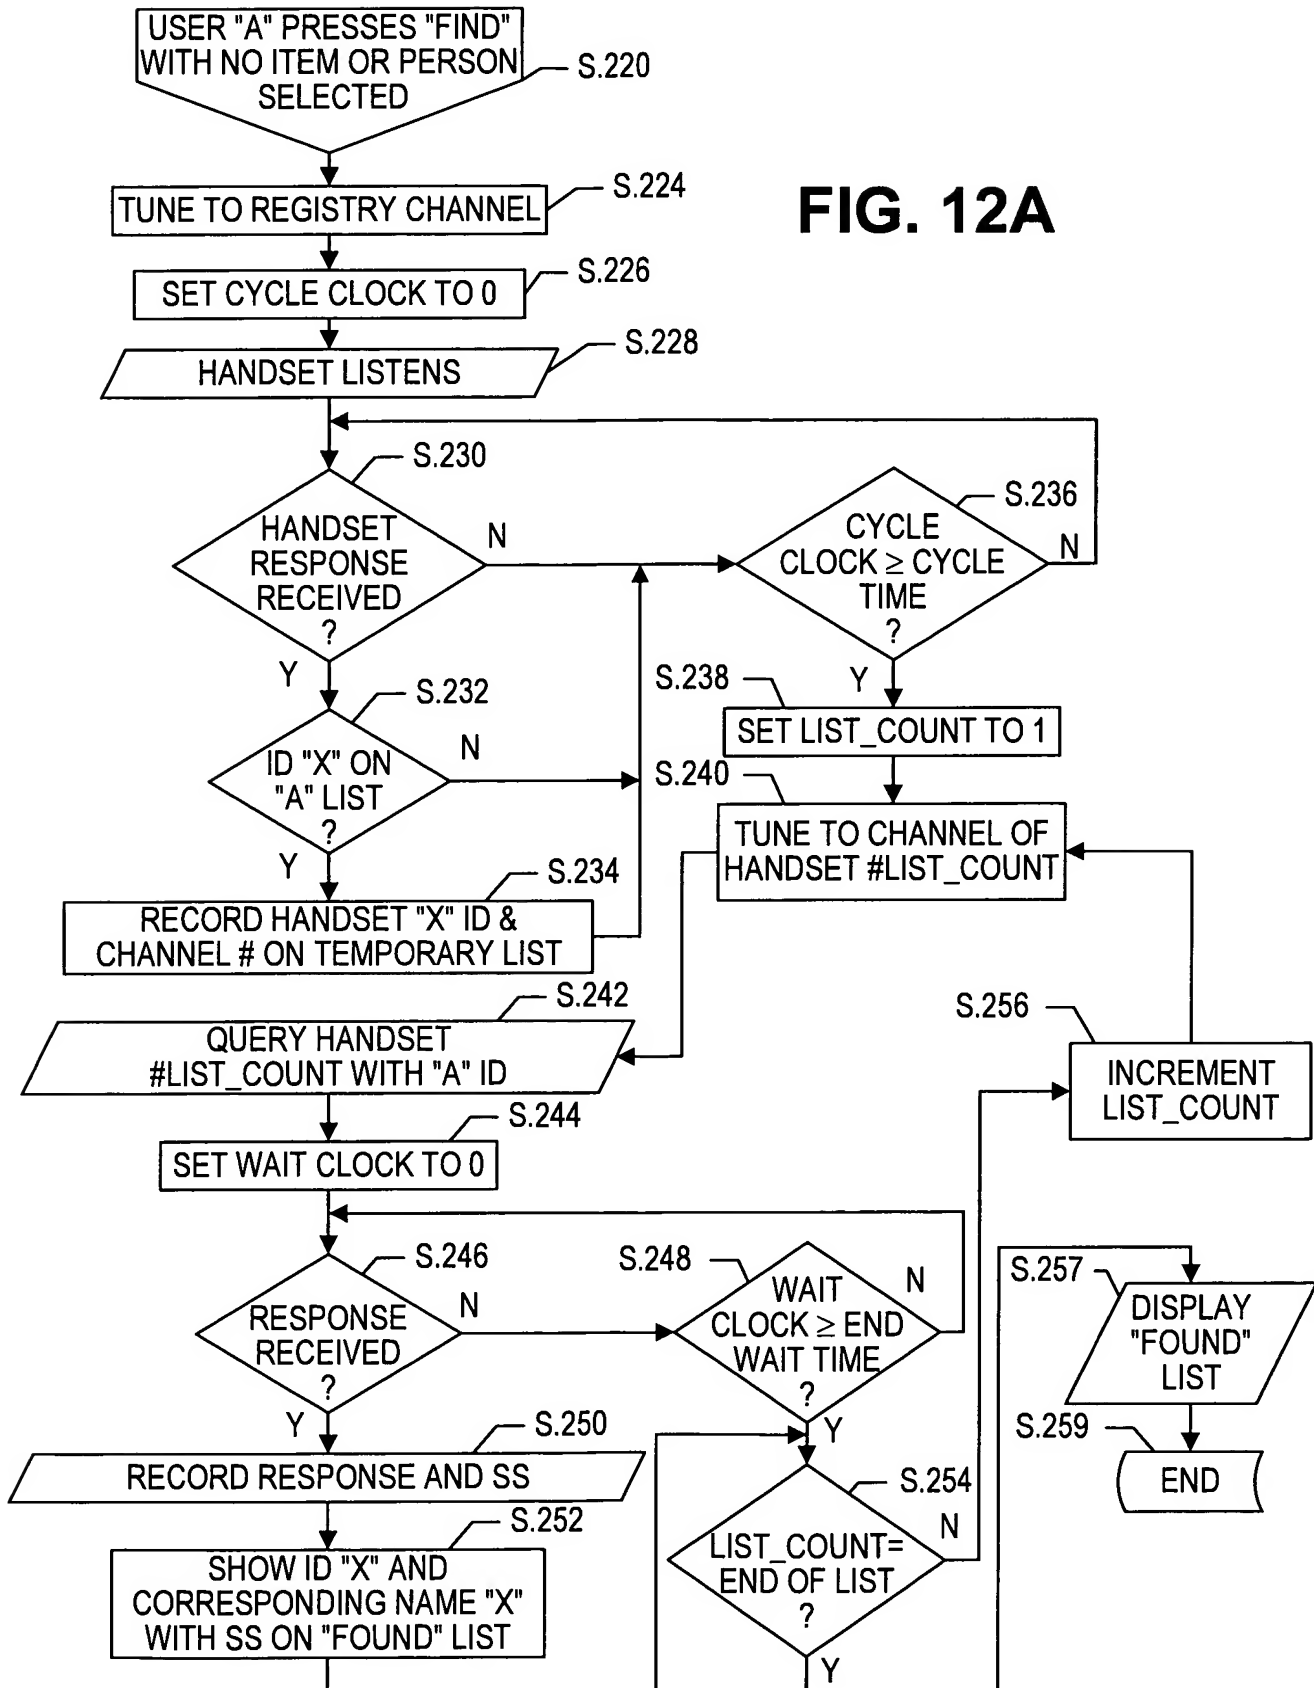 USER "A" PRESSES "FIND"
WITH NO ITEM OR PERSON
SELECTED
S.220
FIG. 12A
TUNE TO REGISTRY CHANNEL
S.224
SET CYCLE CLOCK TO 0
S.226
HANDSET LISTENS
S.228
S.230
HANDSET
RESPONSE
RECEIVED
?
N
Y
S.236
CYCLE
CLOCK ≥ CYCLE
TIME
?
N
Y
S.232
ID "X" ON
"A" LIST
?
N
Y
S.238
SET LIST_COUNT TO 1
S.240
TUNE TO CHANNEL OF
HANDSET #LIST_COUNT
S.234
RECORD HANDSET "X" ID &
CHANNEL # ON TEMPORARY LIST
S.242
QUERY HANDSET
#LIST_COUNT WITH "A" ID
S.256
INCREMENT
LIST_COUNT
S.244
SET WAIT CLOCK TO 0
S.246
RESPONSE
RECEIVED
?
N
Y
S.248
WAIT
CLOCK ≥ END
WAIT TIME
?
N
Y
S.257
DISPLAY
"FOUND"
LIST
S.259
END
S.250
RECORD RESPONSE AND SS
S.252
SHOW ID "X" AND
CORRESPONDING NAME "X"
WITH SS ON "FOUND" LIST
S.254
LIST_COUNT=
END OF LIST
?
N
Y